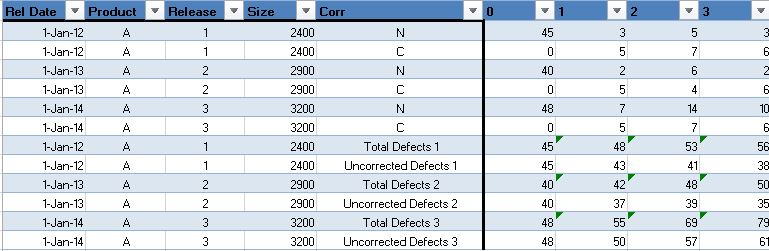 Rel Date Product Release Size Corr 0 1 2 3
1-Jan-12 A 1 2400 N 45 3 5 3
1-Jan-12 A 1 2400 C 0 5 7 6
1-Jan-13 A 2 2900 N 40 2 6 2
1-Jan-13 A 2 2900 C 0 5 4 6
1-Jan-14 A 3 3200 N 48 7 14 10
1-Jan-14 A 3 3200 C 0 5 7 6
1-Jan-12 A 1 2400 Total Defects 1 45 48 53 56
1-Jan-12 A 1 2400 Uncorrected Defects 1 45 43 41 38
1-Jan-13 A 2 2900 Total Defects 2 40 42 48 50
1-Jan-13 A 2 2900 Uncorrected Defects 2 40 37 39 35
1-Jan-14 A 3 3200 Total Defects 3 48 55 69 79
1-Jan-14 A 3 3200 Uncorrected Defects 3 48 50 57 61